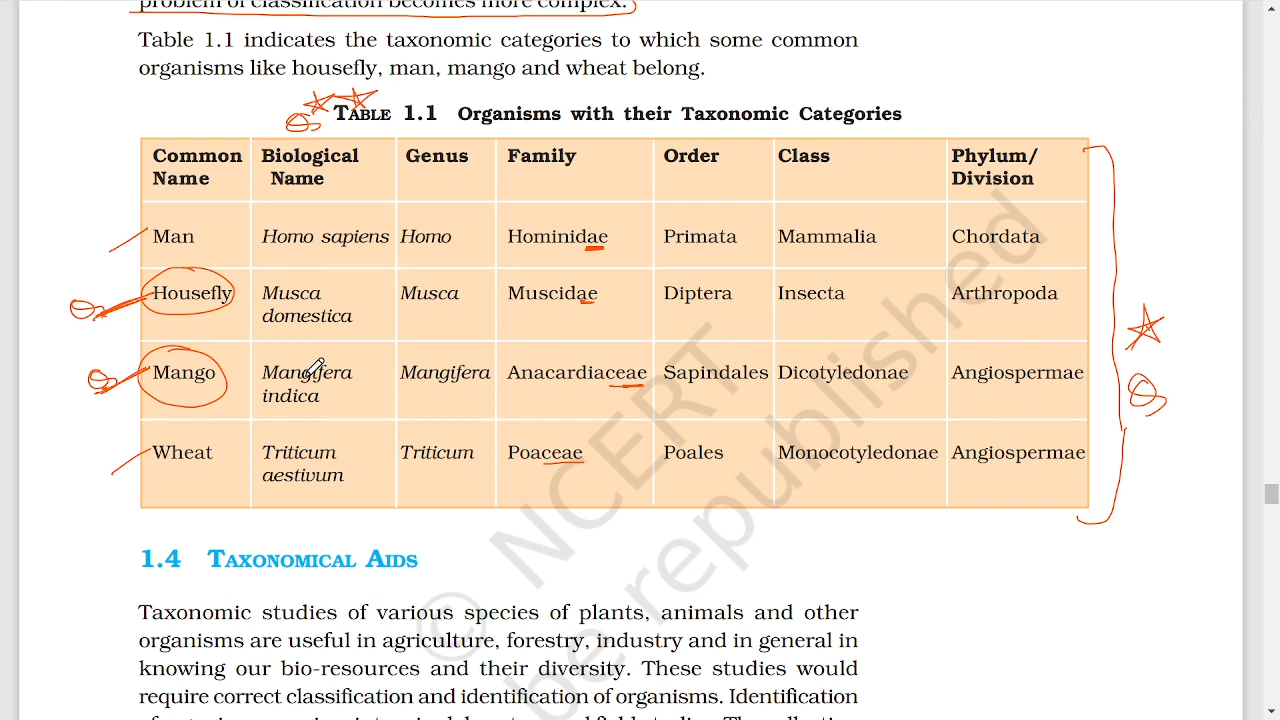 problem of classification becomes more complex.
Table 1.1 indicates the taxonomic categories to which some common
organisms like housefly, man, mango and wheat belong.
TABLE 1.1 Organisms with their Taxonomic Categories
Common Name Biological Name Genus Family Order Class Phylum/ Division
Man Homo sapiens Homo Hominidae Primata Mammalia Chordata
Housefly Musca domestica Musca Muscidae Diptera Insecta Arthropoda
Mango Mangifera indica Mangifera Anacardiaceae Sapindales Dicotyledonae Angiospermae
Wheat Triticum aestivum Triticum Poaceae Poales Monocotyledonae Angiospermae
1.4 TAXONOMICAL AIDS
Taxonomic studies of various species of plants, animals and other
organisms are useful in agriculture, forestry, industry and in general in
knowing our bio-resources and their diversity. These studies would
require correct classification and identification of organisms. Identification
© NCERT
be republished